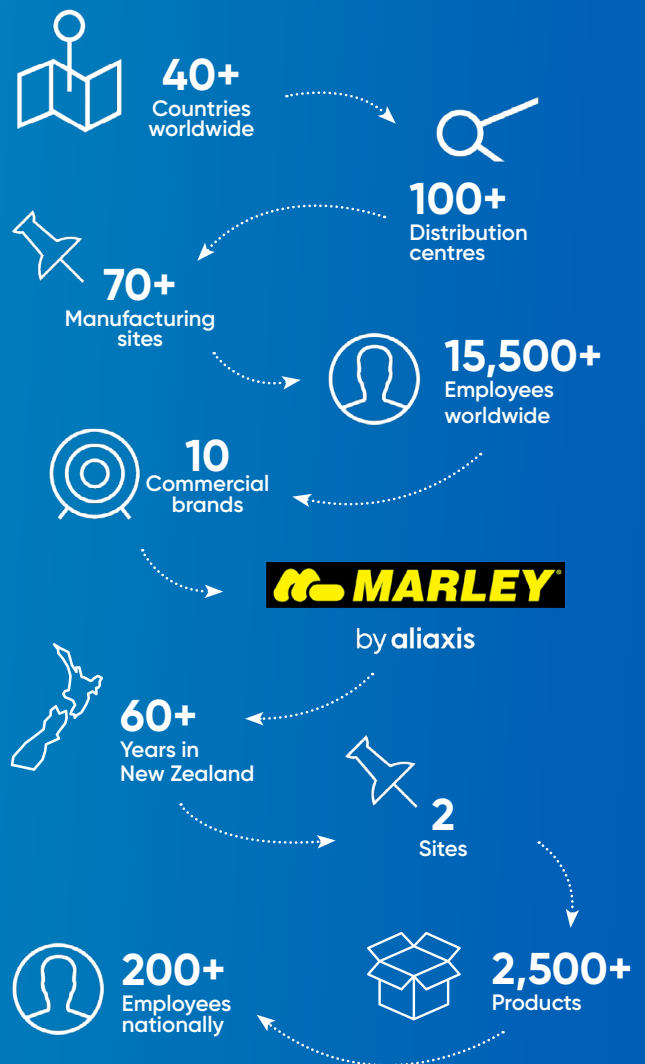 40+
Countries
worldwide
100+
Distribution
centres
70+
Manufacturing
sites
15,500+
Employees
worldwide
10
Commercial
brands
MARLEY®
by aliaxis
60+
Years in
New Zealand
2
Sites
2,500+
Products
200+
Employees
nationally